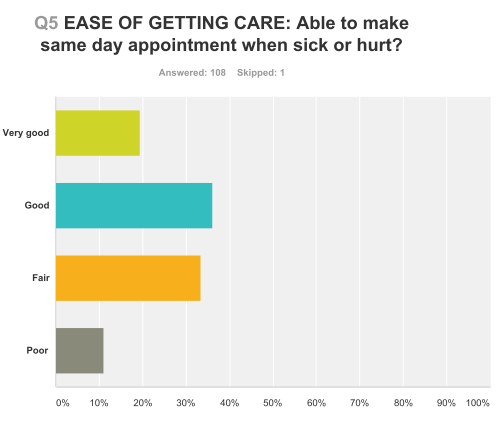 Q5 EASE OF GETTING CARE: Able to make
same day appointment when sick or hurt?
Answered: 108 Skipped: 1
Very good
Good
Fair
Poor
0% 10% 20% 30% 40% 50% 60% 70% 80% 90% 100%